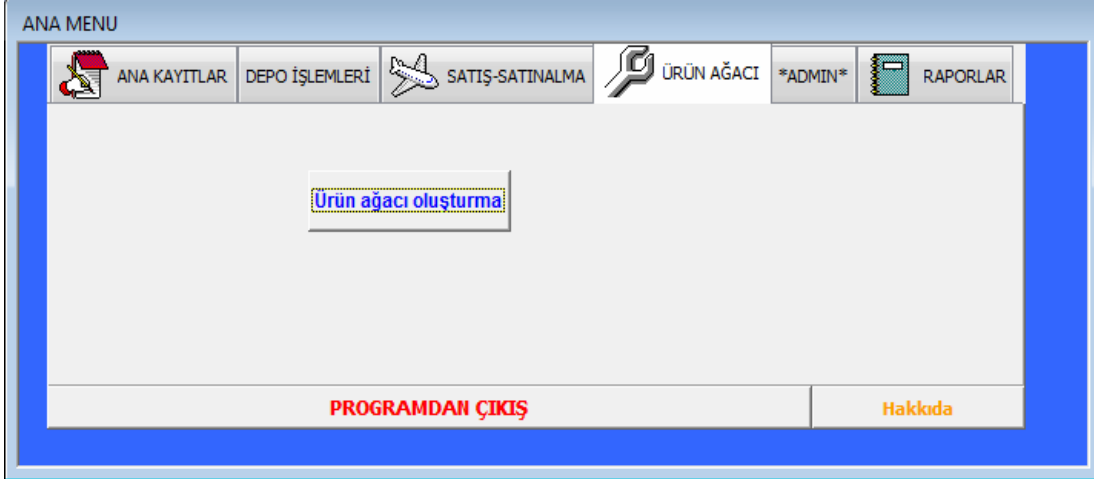 ANA MENU
ANA KAYITLAR DEPO İŞLEMLERİ SATIŞ-SATINALMA ÜRÜN AĞACI *ADMIN* RAPORLAR
Ürün ağacı oluşturma
PROGRAMDAN ÇIKIŞ Hakkıda